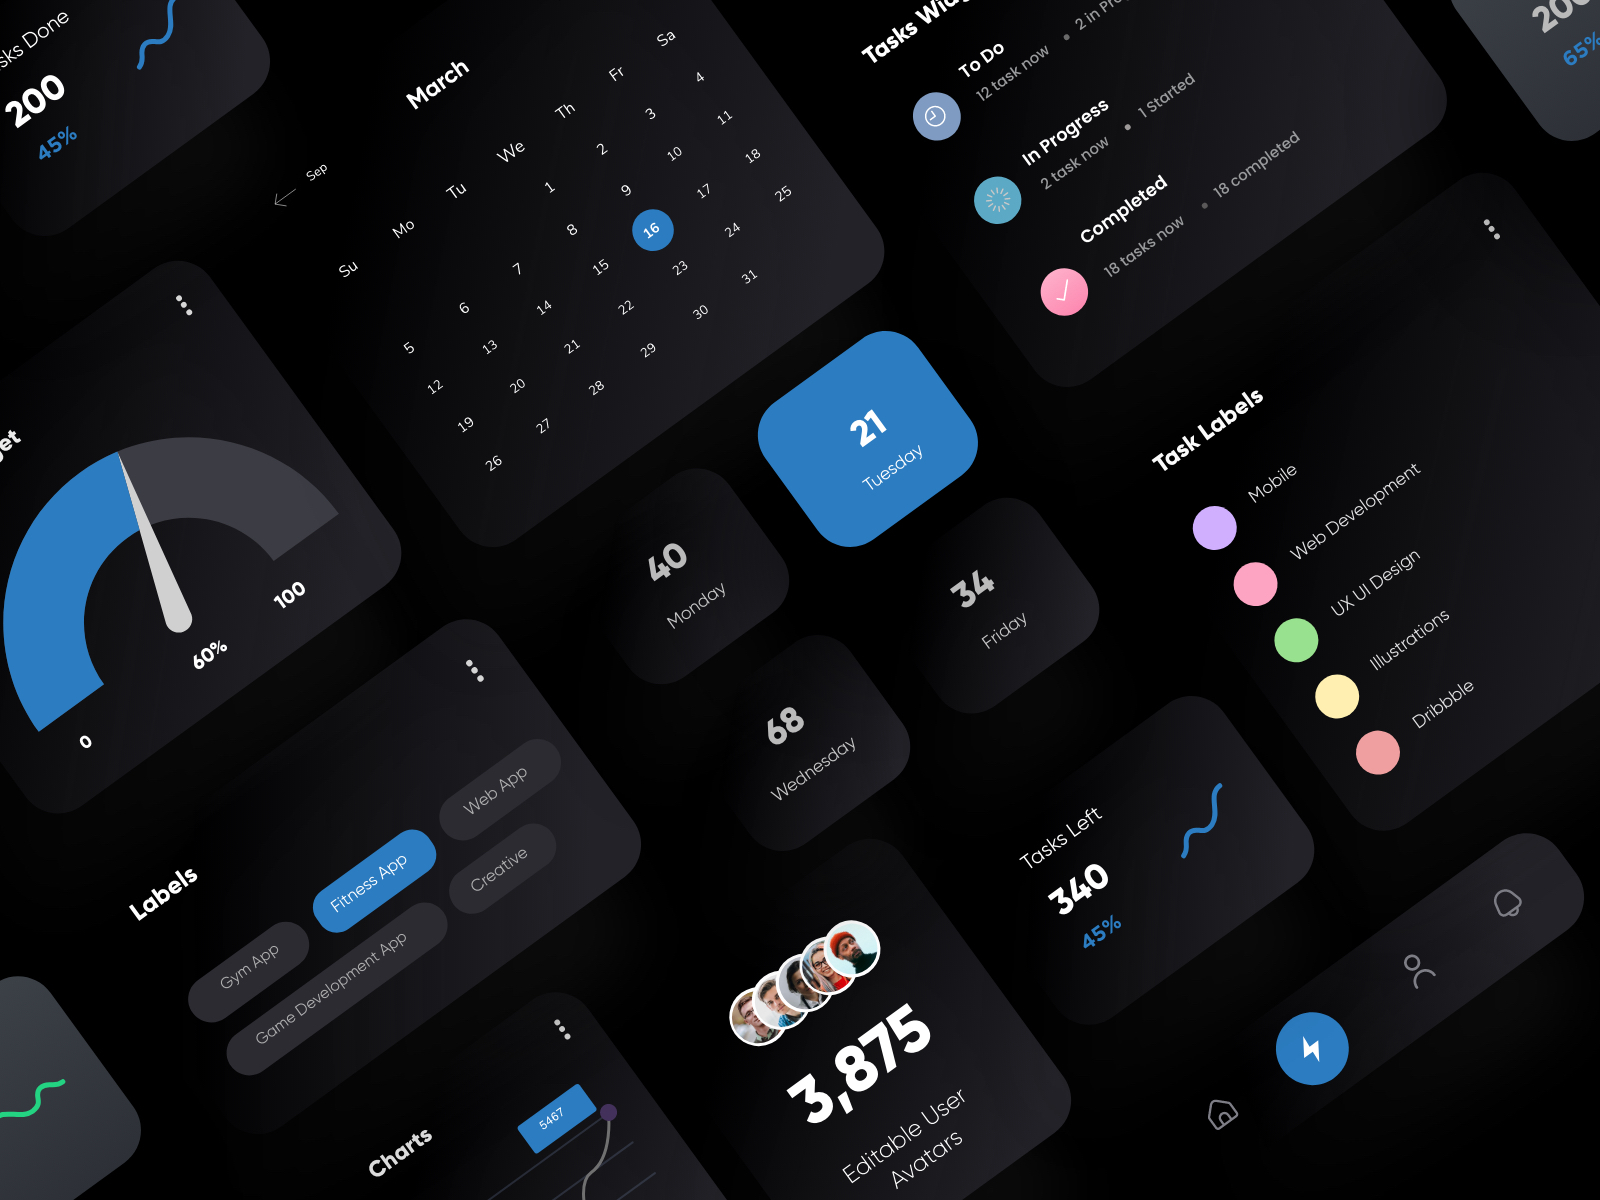 sks Done
200
45%
March
Sep
Su Mo Tu We Th Fr Sa
1 2 3 4
5 6 7 8 9 10 11
12 13 14 15 16 17 18
19 20 21 22 23 24 25
26 27 28 29 30 31
Tasks Widg
To Do
12 task now • 2 in Pro
In Progress
2 task now • 1 Started
Completed
18 tasks now • 18 completed
200
65%
get
0
60%
100
21
Tuesday
40
Monday
34
Friday
68
Wednesday
Task Labels
Mobile
Web Development
UX UI Design
Illustrations
Dribbble
Labels
Gym App
Fitness App
Web App
Game Development App
Creative
Tasks Left
340
45%
3,875
Editable User
Avatars
Charts
5467